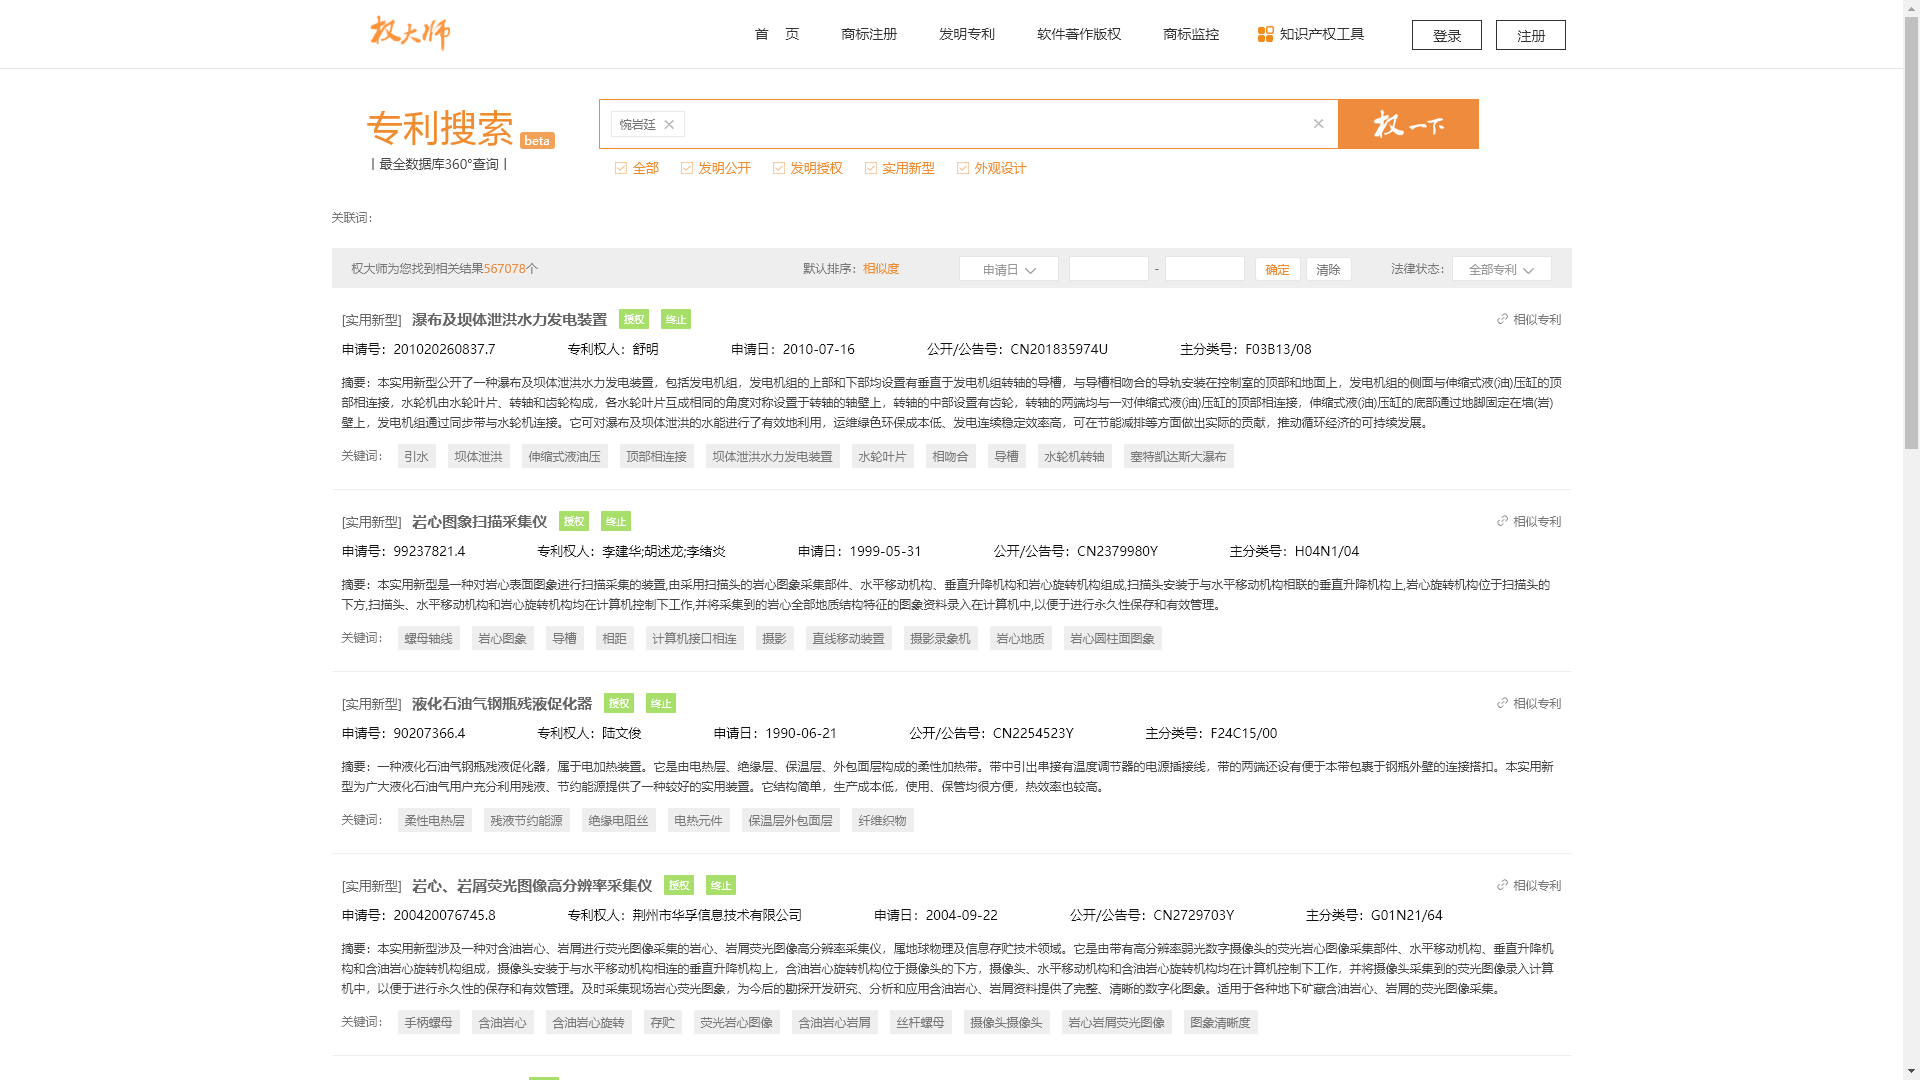 权大师
首 页 商标注册 发明专利 软件著作版权 商标监控 知识产权工具 登录 注册
专利搜索 beta
丨最全数据库360°查询丨
惋岩廷 权一下
全部 发明公开 发明授权 实用新型 外观设计
关联词：
权大师为您找到相关结果567078个 默认排序：相似度 申请日 - 确定 清除 法律状态： 全部专利
[实用新型] 瀑布及坝体泄洪水力发电装置 授权 终止 相似专利
申请号：201020260837.7 专利权人：舒明 申请日：2010-07-16 公开/公告号：CN201835974U 主分类号：F03B13/08
摘要：本实用新型公开了一种瀑布及坝体泄洪水力发电装置，包括发电机组，发电机组的上部和下部均设置有垂直于发电机组转轴的导槽，与导槽相吻合的导轨安装在控制室的顶部和地面上，发电机组的侧面与伸缩式液(油)压缸的顶
部相连接，水轮机由水轮叶片、转轴和齿轮构成，各水轮叶片互成相同的角度对称设置于转轴的轴壁上，转轴的中部设置有齿轮，转轴的两端均与一对伸缩式液(油)压缸的顶部相连接，伸缩式液(油)压缸的底部通过地脚固定在墙(岩)
壁上，发电机组通过同步带与水轮机连接。它可对瀑布及坝体泄洪的水能进行了有效地利用，运维绿色环保成本低、发电连续稳定效率高，可在节能减排等方面做出实际的贡献，推动循环经济的可持续发展。
关键词： 引水 坝体泄洪 伸缩式液油压 顶部相连接 坝体泄洪水力发电装置 水轮叶片 相吻合 导槽 水轮机转轴 塞特凯达斯大瀑布
[实用新型] 岩心图象扫描采集仪 授权 终止 相似专利
申请号：99237821.4 专利权人：李建华;胡述龙;李绪炎 申请日：1999-05-31 公开/公告号：CN2379980Y 主分类号：H04N1/04
摘要：本实用新型是一种对岩心表面图象进行扫描采集的装置,由采用扫描头的岩心图象采集部件、水平移动机构、垂直升降机构和岩心旋转机构组成,扫描头安装于与水平移动机构相联的垂直升降机构上,岩心旋转机构位于扫描头的
下方,扫描头、水平移动机构和岩心旋转机构均在计算机控制下工作,并将采集到的岩心全部地质结构特征的图象资料录入在计算机中,以便于进行永久性保存和有效管理。
关键词： 螺母轴线 岩心图象 导槽 相距 计算机接口相连 摄影 直线移动装置 摄影录象机 岩心地质 岩心圆柱面图象
[实用新型] 液化石油气钢瓶残液促化器 授权 终止 相似专利
申请号：90207366.4 专利权人：陆文俊 申请日：1990-06-21 公开/公告号：CN2254523Y 主分类号：F24C15/00
摘要：一种液化石油气钢瓶残液促化器，属于电加热装置。它是由电热层、绝缘层、保温层、外包面层构成的柔性加热带。带中引出串接有温度调节器的电源插接线，带的两端还设有便于本带包裹于钢瓶外壁的连接搭扣。本实用新
型为广大液化石油气用户充分利用残液、节约能源提供了一种较好的实用装置。它结构简单，生产成本低，使用、保管均很方便，热效率也较高。
关键词： 柔性电热层 残液节约能源 绝缘电阻丝 电热元件 保温层外包面层 纤维织物
[实用新型] 岩心、岩屑荧光图像高分辨率采集仪 授权 终止 相似专利
申请号：200420076745.8 专利权人：荆州市华孚信息技术有限公司 申请日：2004-09-22 公开/公告号：CN2729703Y 主分类号：G01N21/64
摘要：本实用新型涉及一种对含油岩心、岩屑进行荧光图像采集的岩心、岩屑荧光图像高分辨率采集仪，属地球物理及信息存贮技术领域。它是由带有高分辨率弱光数字摄像头的荧光岩心图像采集部件、水平移动机构、垂直升降机
构和含油岩心旋转机构组成，摄像头安装于与水平移动机构相连的垂直升降机构上，含油岩心旋转机构位于摄像头的下方，摄像头、水平移动机构和含油岩心旋转机构均在计算机控制下工作，并将摄像头采集到的荧光图像录入计算
机中，以便于进行永久性的保存和有效管理。及时采集现场岩心荧光图象，为今后的勘探开发研究、分析和应用含油岩心、岩屑资料提供了完整、清晰的数字化图象。适用于各种地下矿藏含油岩心、岩屑的荧光图像采集。
关键词： 手柄螺母 含油岩心 含油岩心旋转 存贮 荧光岩心图像 含油岩心岩屑 丝杆螺母 摄像头摄像头 岩心岩屑荧光图像 图象清晰度